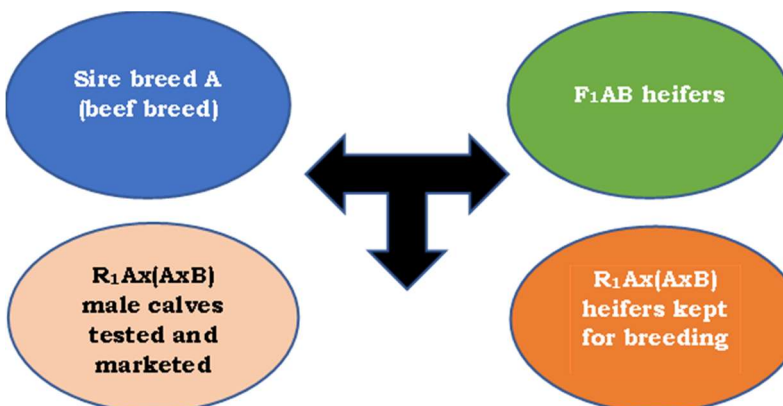 Sire breed A
(beef breed)
F₁AB heifers
R₁Ax(AxB)
male calves
tested and
marketed
R₁Ax(AxB)
heifers kept
for breeding